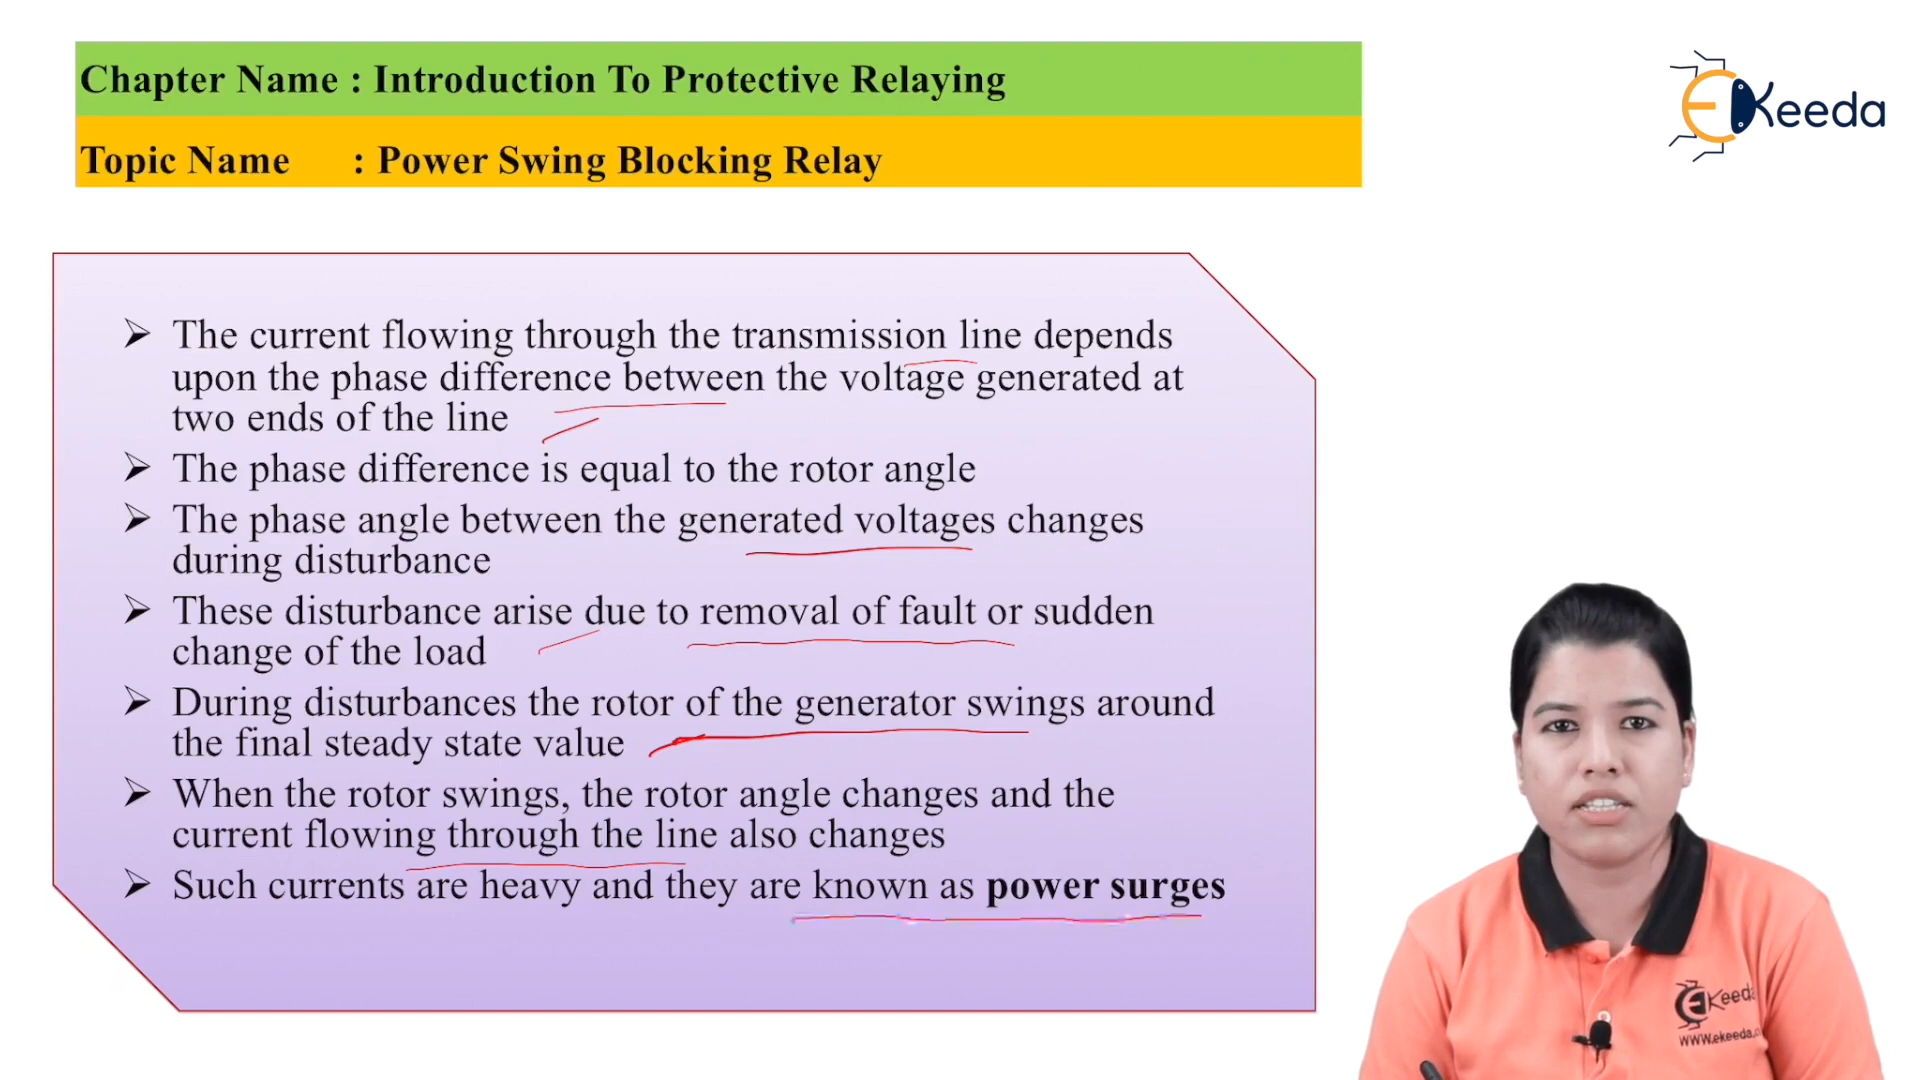 Chapter Name : Introduction To Protective Relaying
Topic Name : Power Swing Blocking Relay
EKeeda
➢ The current flowing through the transmission line depends
upon the phase difference between the voltage generated at
two ends of the line
➢ The phase difference is equal to the rotor angle
➢ The phase angle between the generated voltages changes
during disturbance
➢ These disturbance arise due to removal of fault or sudden
change of the load
➢ During disturbances the rotor of the generator swings around
the final steady state value
➢ When the rotor swings, the rotor angle changes and the
current flowing through the line also changes
➢ Such currents are heavy and they are known as power surges
EKeeda
www.ekeeda.c